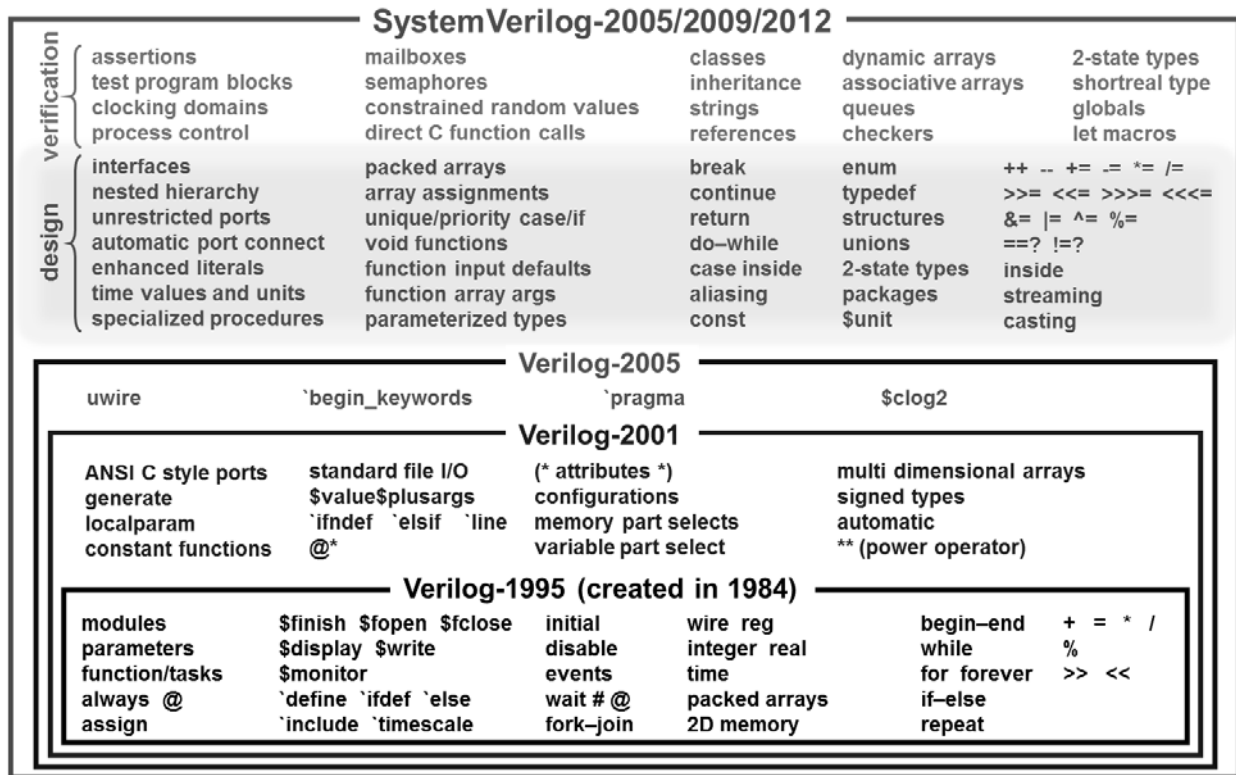 SystemVerilog-2005/2009/2012
verification
assertions mailboxes classes dynamic arrays 2-state types
test program blocks semaphores inheritance associative arrays shortreal type
clocking domains constrained random values strings queues globals
process control direct C function calls references checkers let macros
design
interfaces packed arrays break enum ++ -- += -= *= /=
nested hierarchy array assignments continue typedef >>= <<= >>>= <<<=
unrestricted ports unique/priority case/if return structures &= |= ^= %=
automatic port connect void functions do–while unions ==? !=?
enhanced literals function input defaults case inside 2-state types inside
time values and units function array args aliasing packages streaming
specialized procedures parameterized types const $unit casting
Verilog-2005
uwire `begin_keywords `pragma $clog2
Verilog-2001
ANSI C style ports standard file I/O (* attributes *) multi dimensional arrays
generate $value$plusargs configurations signed types
localparam `ifndef `elsif `line memory part selects automatic
constant functions @* variable part select ** (power operator)
Verilog-1995 (created in 1984)
modules $finish $fopen $fclose initial wire reg begin–end + = * /
parameters $display $write disable integer real while %
function/tasks $monitor events time for forever >> <<
always @ `define `ifdef `else wait # @ packed arrays if–else
assign `include `timescale fork–join 2D memory repeat